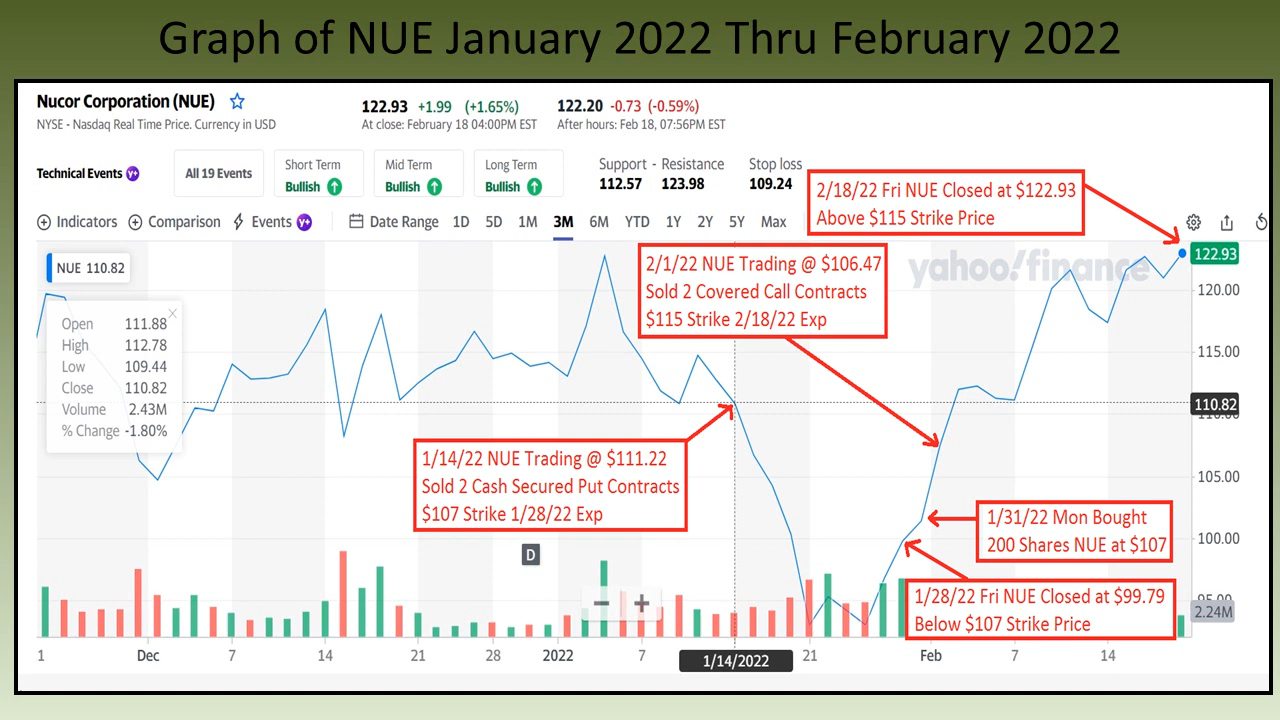 Graph of NUE January 2022 Thru February 2022
Nucor Corporation (NUE)
NYSE - Nasdaq Real Time Price. Currency in USD
122.93 +1.99 (+1.65%)
At close: February 18 04:00PM EST
122.20 -0.73 (-0.59%)
After hours: Feb 18, 07:56PM EST
Technical Events Y+
All 19 Events
Short Term
Bullish
Mid Term
Bullish
Long Term
Bullish
Support - Resistance
112.57 123.98
Stop loss
109.24
2/18/22 Fri NUE Closed at $122.93
Above $115 Strike Price
Indicators Comparison Events Y+ Date Range 1D 5D 1M 3M 6M YTD 1Y 2Y 5Y Max
NUE 110.82
yahoo!finance
122.93
2/1/22 NUE Trading @ $106.47
Sold 2 Covered Call Contracts
$115 Strike 2/18/22 Exp
120.00
Open 111.88
High 112.78
Low 109.44
Close 110.82
Volume 2.43M
% Change -1.80%
115.00
110.82
110.00
1/14/22 NUE Trading @ $111.22
Sold 2 Cash Secured Put Contracts
$107 Strike 1/28/22 Exp
105.00
1/31/22 Mon Bought
200 Shares NUE at $107
100.00
D
1/28/22 Fri NUE Closed at $99.79
Below $107 Strike Price
95.00
2.24M
1 Dec 7 14 21 28 2022 7 1/14/2022 21 Feb 7 14